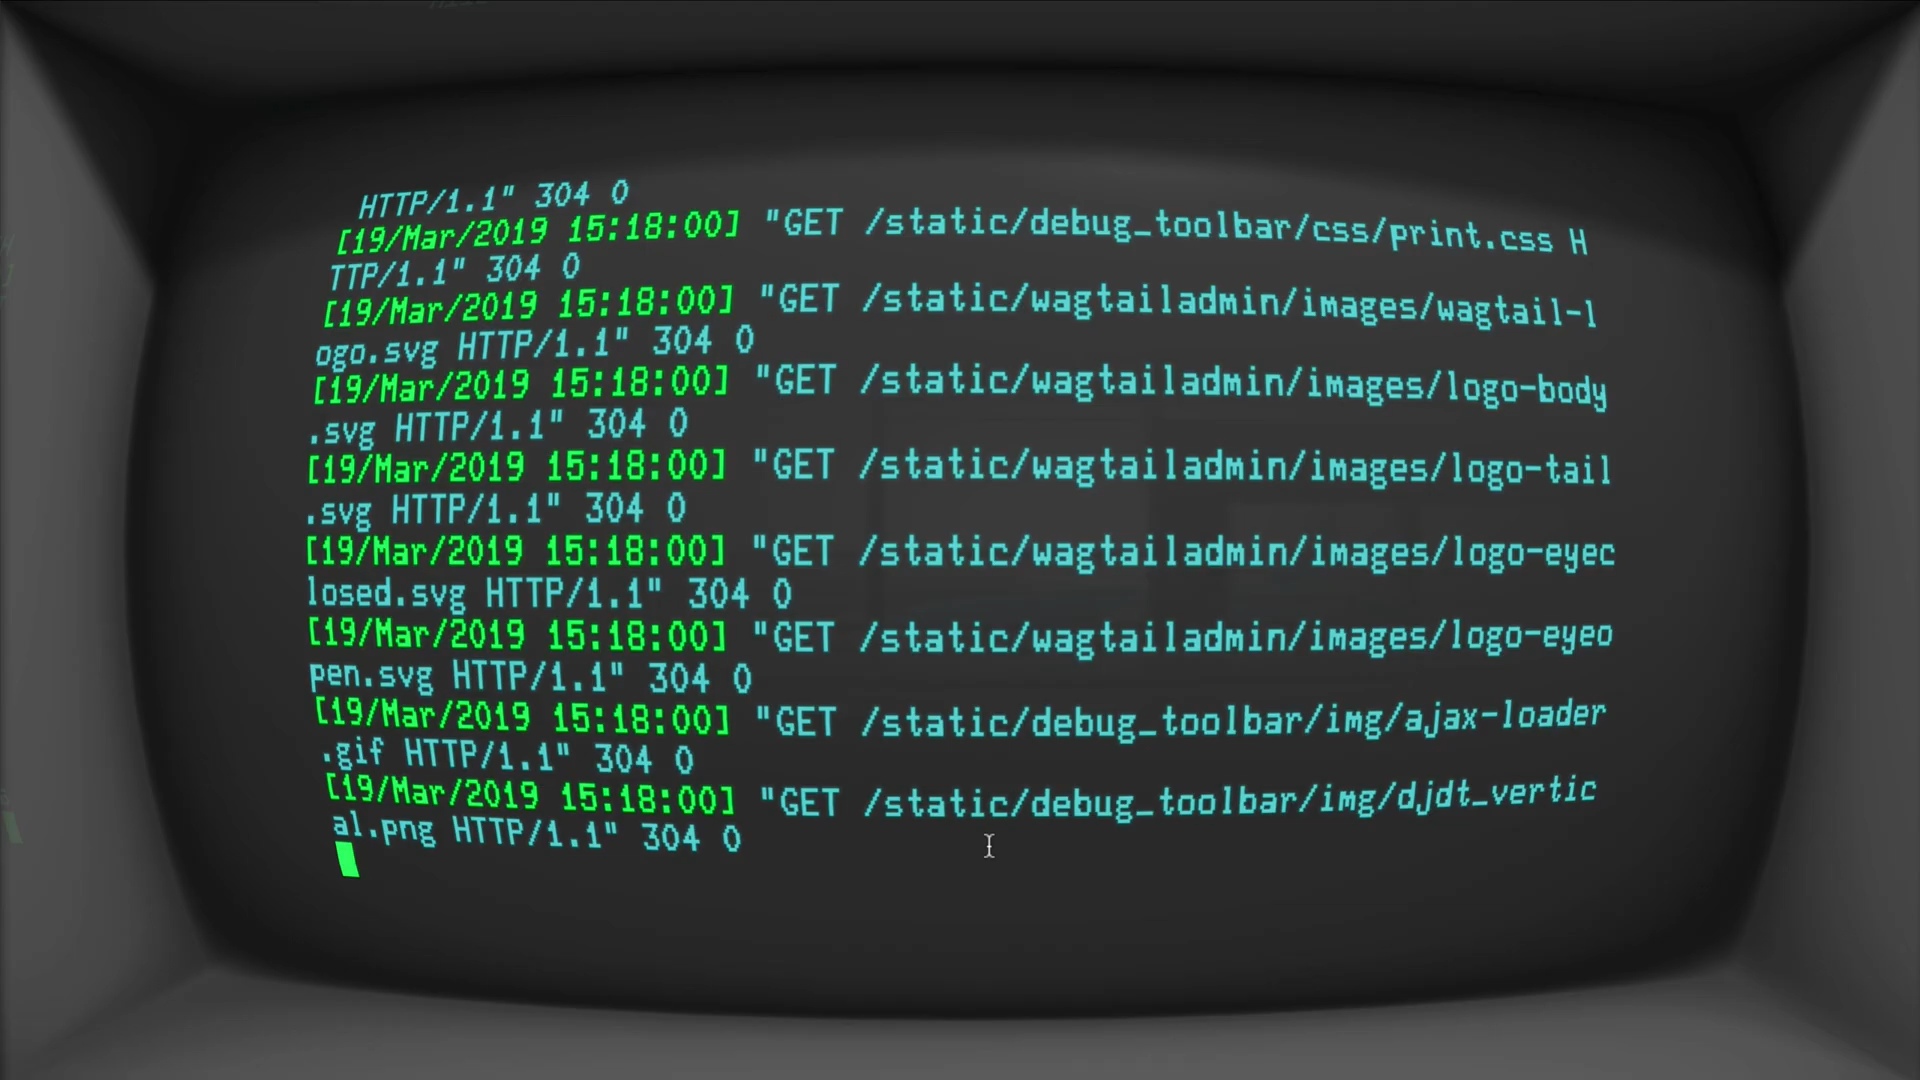 HTTP/1.1" 304 0
[19/Mar/2019 15:18:00] "GET /static/debug_toolbar/css/print.css H
TTP/1.1" 304 0
[19/Mar/2019 15:18:00] "GET /static/wagtailadmin/images/wagtail-l
ogo.svg HTTP/1.1" 304 0
[19/Mar/2019 15:18:00] "GET /static/wagtailadmin/images/logo-body
.svg HTTP/1.1" 304 0
[19/Mar/2019 15:18:00] "GET /static/wagtailadmin/images/logo-tail
.svg HTTP/1.1" 304 0
[19/Mar/2019 15:18:00] "GET /static/wagtailadmin/images/logo-eyec
losed.svg HTTP/1.1" 304 0
[19/Mar/2019 15:18:00] "GET /static/wagtailadmin/images/logo-eyeo
pen.svg HTTP/1.1" 304 0
[19/Mar/2019 15:18:00] "GET /static/debug_toolbar/img/ajax-loader
.gif HTTP/1.1" 304 0
[19/Mar/2019 15:18:00] "GET /static/debug_toolbar/img/djdt_vertic
al.png HTTP/1.1" 304 0